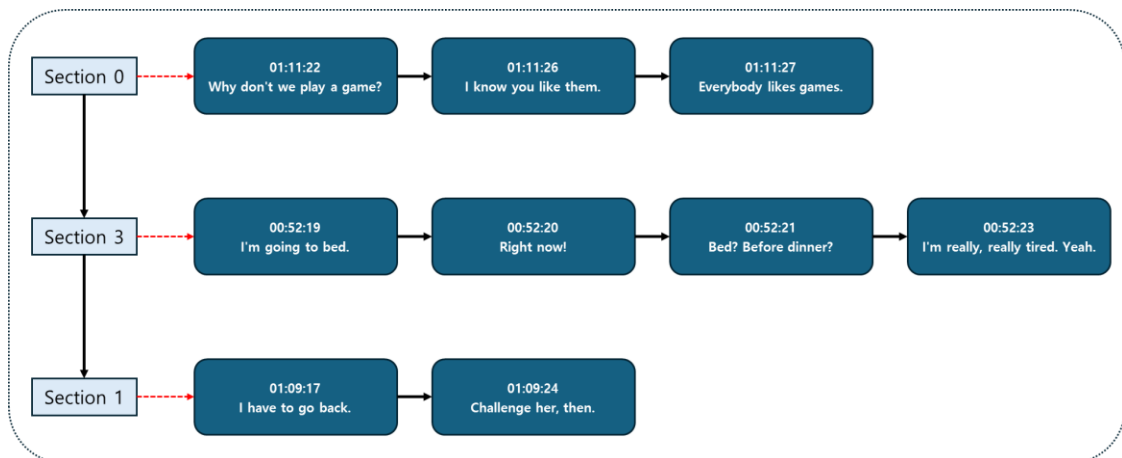 Section 0
01:11:22
Why don't we play a game?
01:11:26
I know you like them.
01:11:27
Everybody likes games.
Section 3
00:52:19
I'm going to bed.
00:52:20
Right now!
00:52:21
Bed? Before dinner?
00:52:23
I'm really, really tired. Yeah.
Section 1
01:09:17
I have to go back.
01:09:24
Challenge her, then.